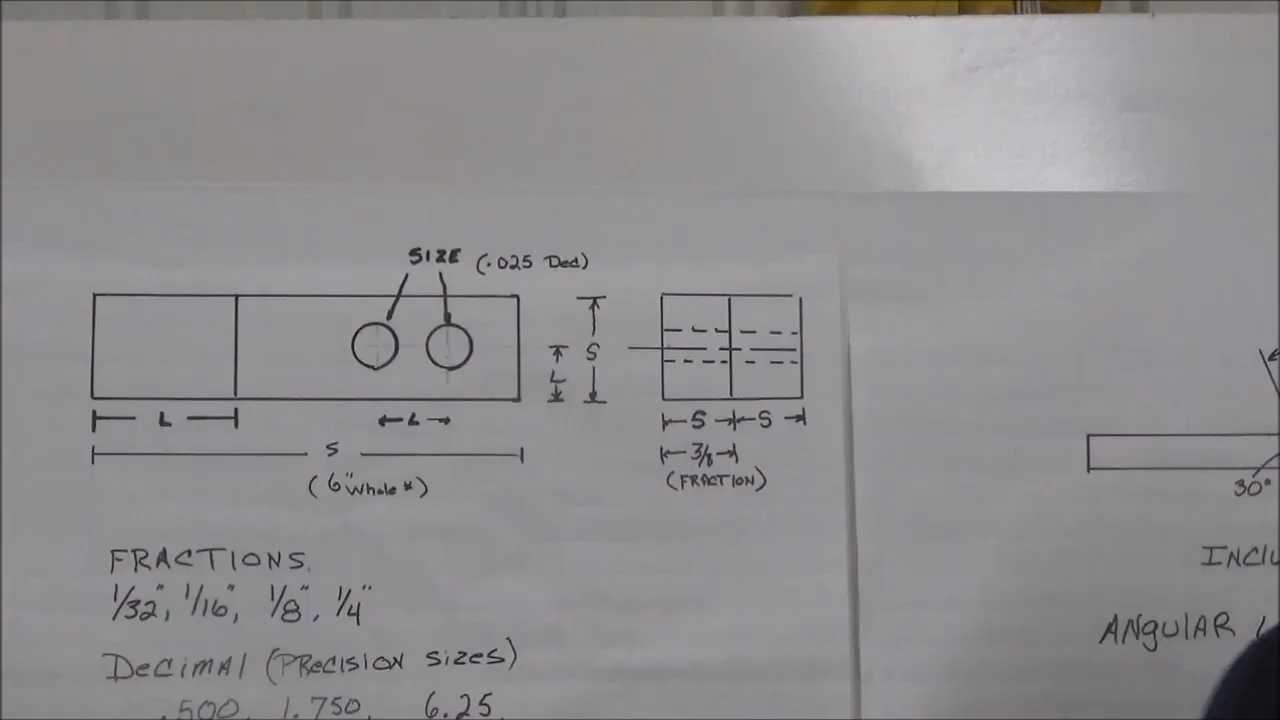 SIZE (.025 Dec)
S
L
L L S S
S 3/8
(6" Whole #) (FRACTION)
30°
FRACTIONS.
1/32", 1/16", 1/8", 1/4"
INCLU
ANGULAR
DeciMAl (PRecision sizes)
.500, 1.750, 6.25